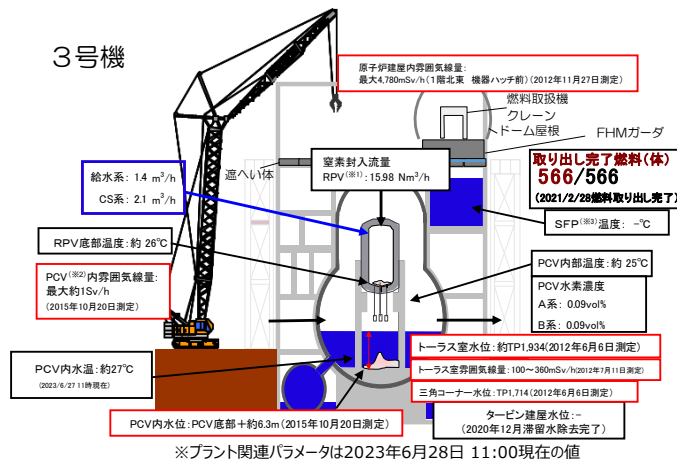 3号機
原子炉建屋内雰囲気線量:
最大4,780mSv/h(1階北東 機器ハッチ前)(2012年11月27日測定)
燃料取扱機
クレーン
ドーム屋根
FHMガーダ
遮へい体
窒素封入流量
RPV(※1):15.98 Nm³/h
取り出し完了燃料(体)
566/566
(2021/2/28燃料取り出し完了)
給水系: 1.4 m³/h
CS系: 2.1 m³/h
SFP(※3)温度: -℃
RPV底部温度:約 26℃
PCV内部温度:約 25℃
PCV(※2)内雰囲気線量:
最大約1Sv/h
(2015年10月20日測定)
PCV水素濃度
A系: 0.09vol%
B系: 0.09vol%
トーラス室水位:約TP1,934(2012年6月6日測定)
PCV内水温:約27℃
(2023/6/27 11時現在)
トーラス室雰囲気線量:100~360mSv/h(2012年7月11日測定)
三角コーナー水位:TP1,714(2012年6月6日測定)
PCV内水位:PCV底部+約6.3m(2015年10月20日測定)
タービン建屋水位:-
(2020年12月滞留水除去完了)
※プラント関連パラメータは2023年6月28日 11:00現在の値